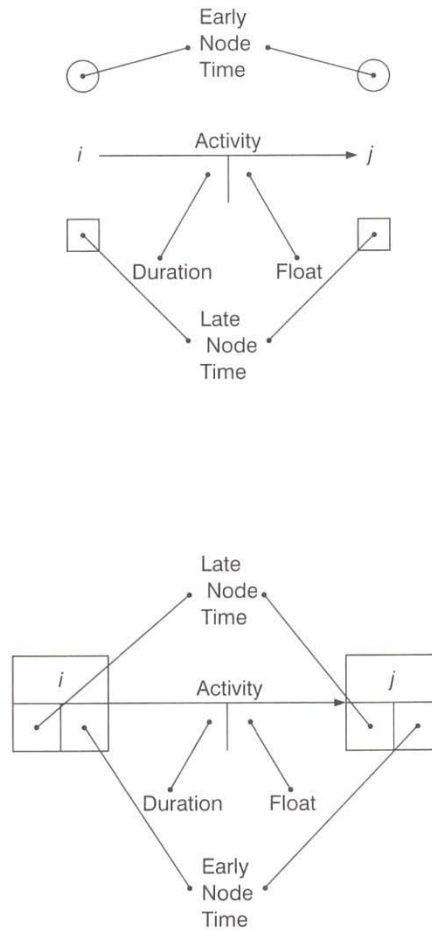 Early
Node
Time
Activity
i
j
Duration
Float
Late
Node
Time
Late
Node
Time
i
j
Activity
Duration
Float
Early
Node
Time